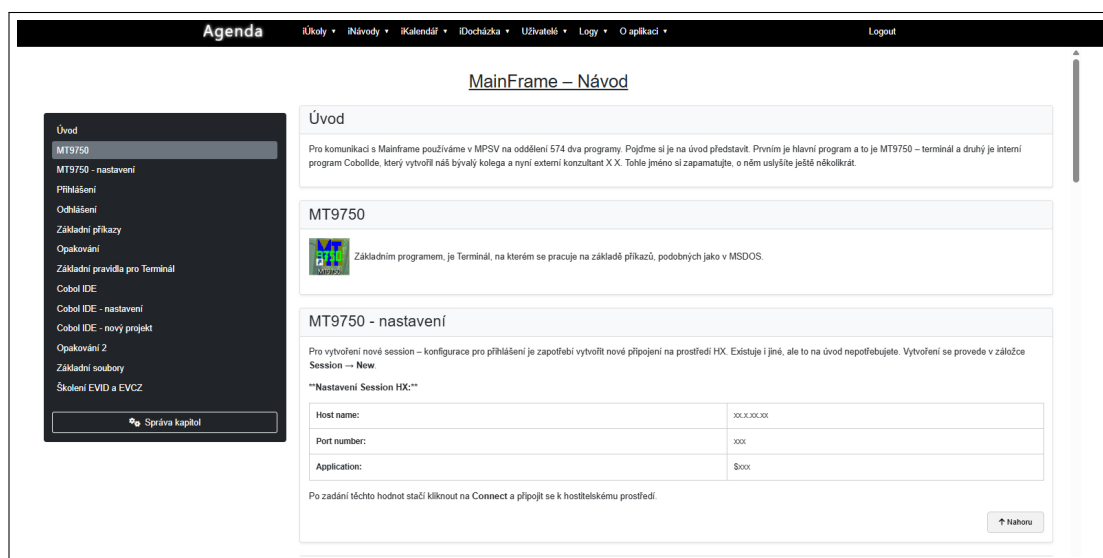 Agenda iÚkoly iNávody iKalendář iDocházka Uživatelé Logy O aplikaci Logout
MainFrame – Návod
Úvod
MT9750
MT9750 - nastavení
Přihlášení
Odhlášení
Základní příkazy
Opakování
Základní pravidla pro Terminál
Cobol IDE
Cobol IDE - nastavení
Cobol IDE - nový projekt
Opakování 2
Základní soubory
Školení EVID a EVCZ
Správa kapitol
Úvod
Pro komunikaci s Mainframe používáme v MPSV na oddělení 574 dva programy. Pojďme si je na úvod představit. Prvním je hlavní program a to je MT9750 – terminál a druhý je interní
program CobolIde, který vytvořil náš bývalý kolega a nyní externí konzultant X X. Tohle jméno si zapamatujte, o něm uslyšíte ještě několikrát.
MT9750
Základním programem, je Terminál, na kterém se pracuje na základě příkazů, podobných jako v MSDOS.
MT9750 - nastavení
Pro vytvoření nové session – konfigurace pro přihlášení je zapotřebí vytvořit nové připojení na prostředí HX. Existuje i jiné, ale to na úvod nepotřebujete. Vytvoření se provede v záložce
Session → New.
**Nastavení Session HX:**
Host name: xx.x.xx.xx
Port number: xxx
Application: $xxx
Po zadání těchto hodnot stačí kliknout na Connect a připojit se k hostitelskému prostředí.
Nahoru